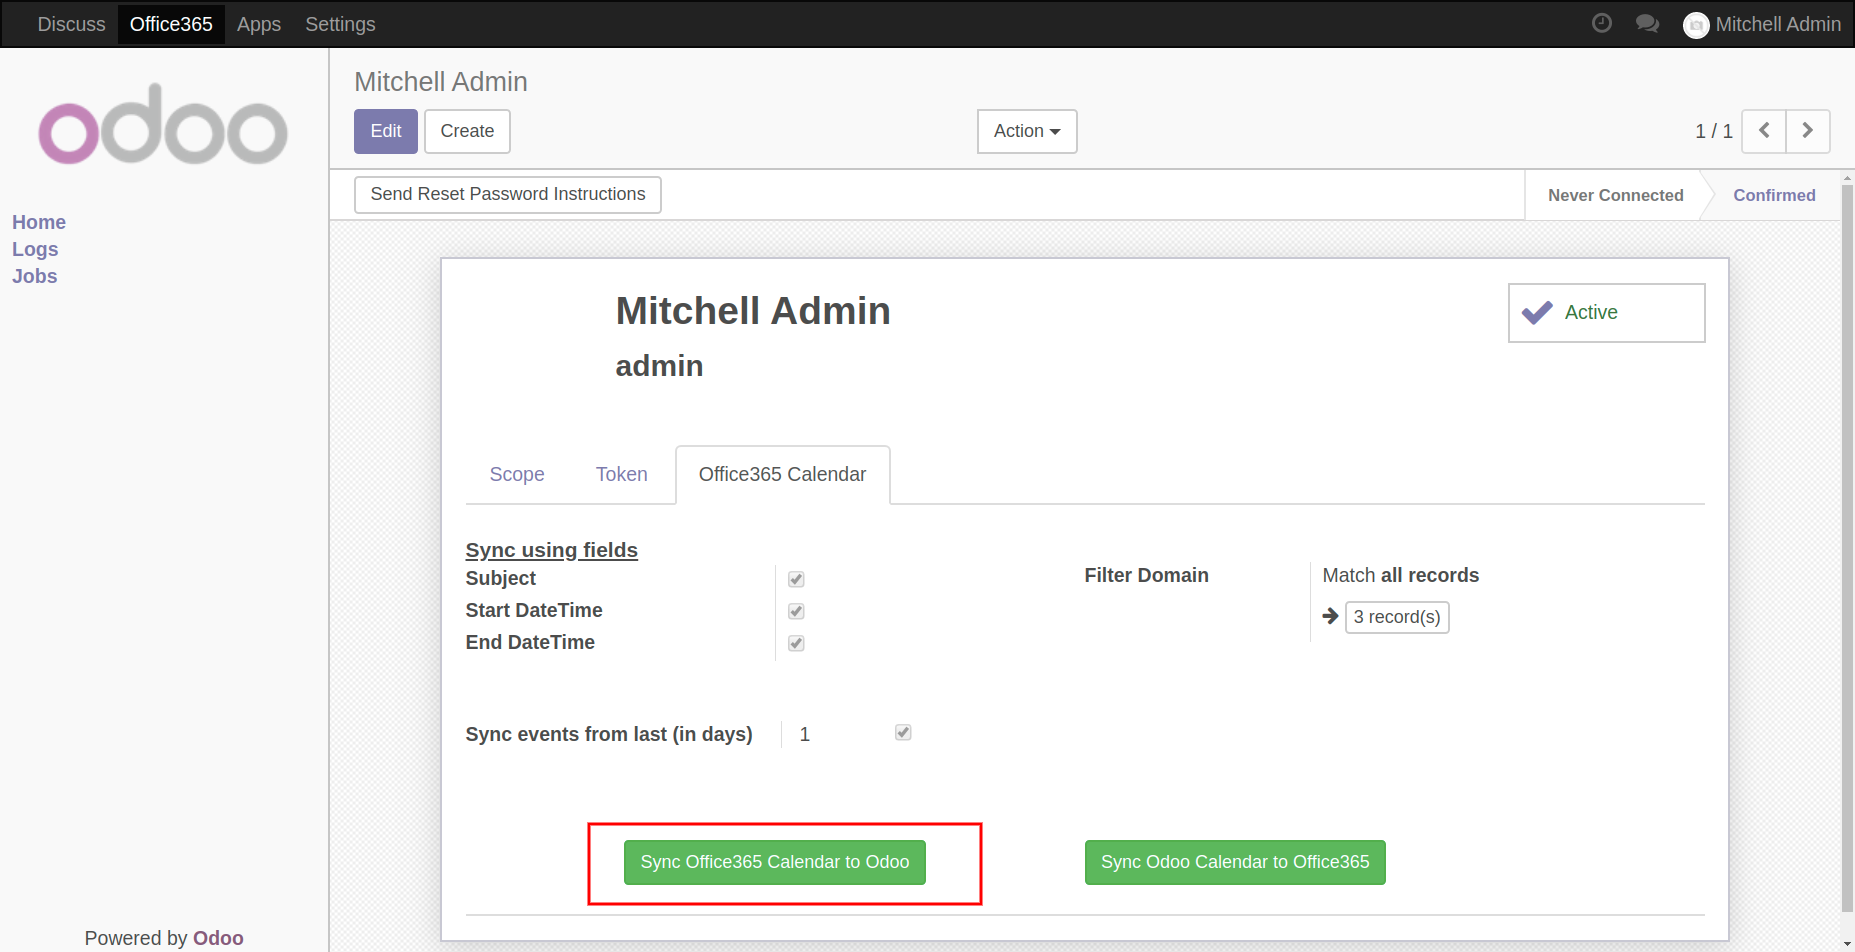 Discuss Office365 Apps Settings Mitchell Admin
odoo
Home
Logs
Jobs
Powered by Odoo
Mitchell Admin
Edit Create Action 1 / 1
Send Reset Password Instructions Never Connected Confirmed
Mitchell Admin
admin
Active
Scope Token Office365 Calendar
Sync using fields
Subject
Start DateTime
End DateTime
Filter Domain Match all records
3 record(s)
Sync events from last (in days) 1
Sync Office365 Calendar to Odoo Sync Odoo Calendar to Office365